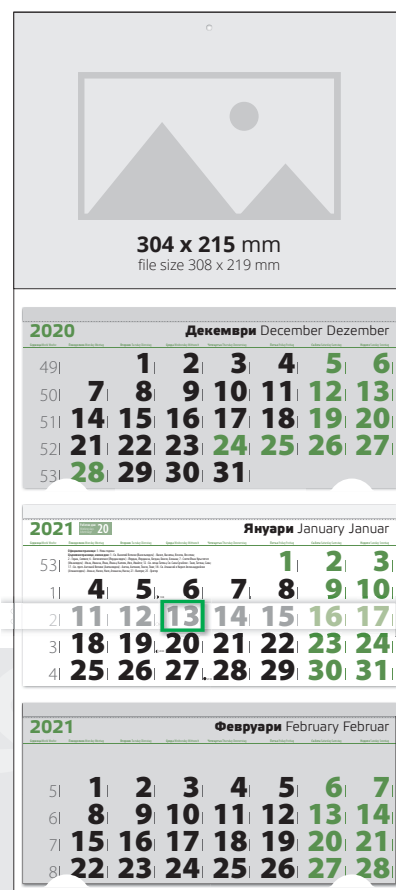 304 x 215 mm
file size 308 x 219 mm
2020 Декември December Dezember
49 1 2 3 4 5 6
50 7 8 9 10 11 12 13
51 14 15 16 17 18 19 20
52 21 22 23 24 25 26 27
53 28 29 30 31
2021 20 Януари January Januar
53 1 2 3
1 4 5 6 7 8 9 10
2 11 12 13 14 15 16 17
3 18 19 20 21 22 23 24
4 25 26 27 28 29 30 31
2021 Февруари February Februar
5 1 2 3 4 5 6 7
6 8 9 10 11 12 13 14
7 15 16 17 18 19 20 21
8 22 23 24 25 26 27 28